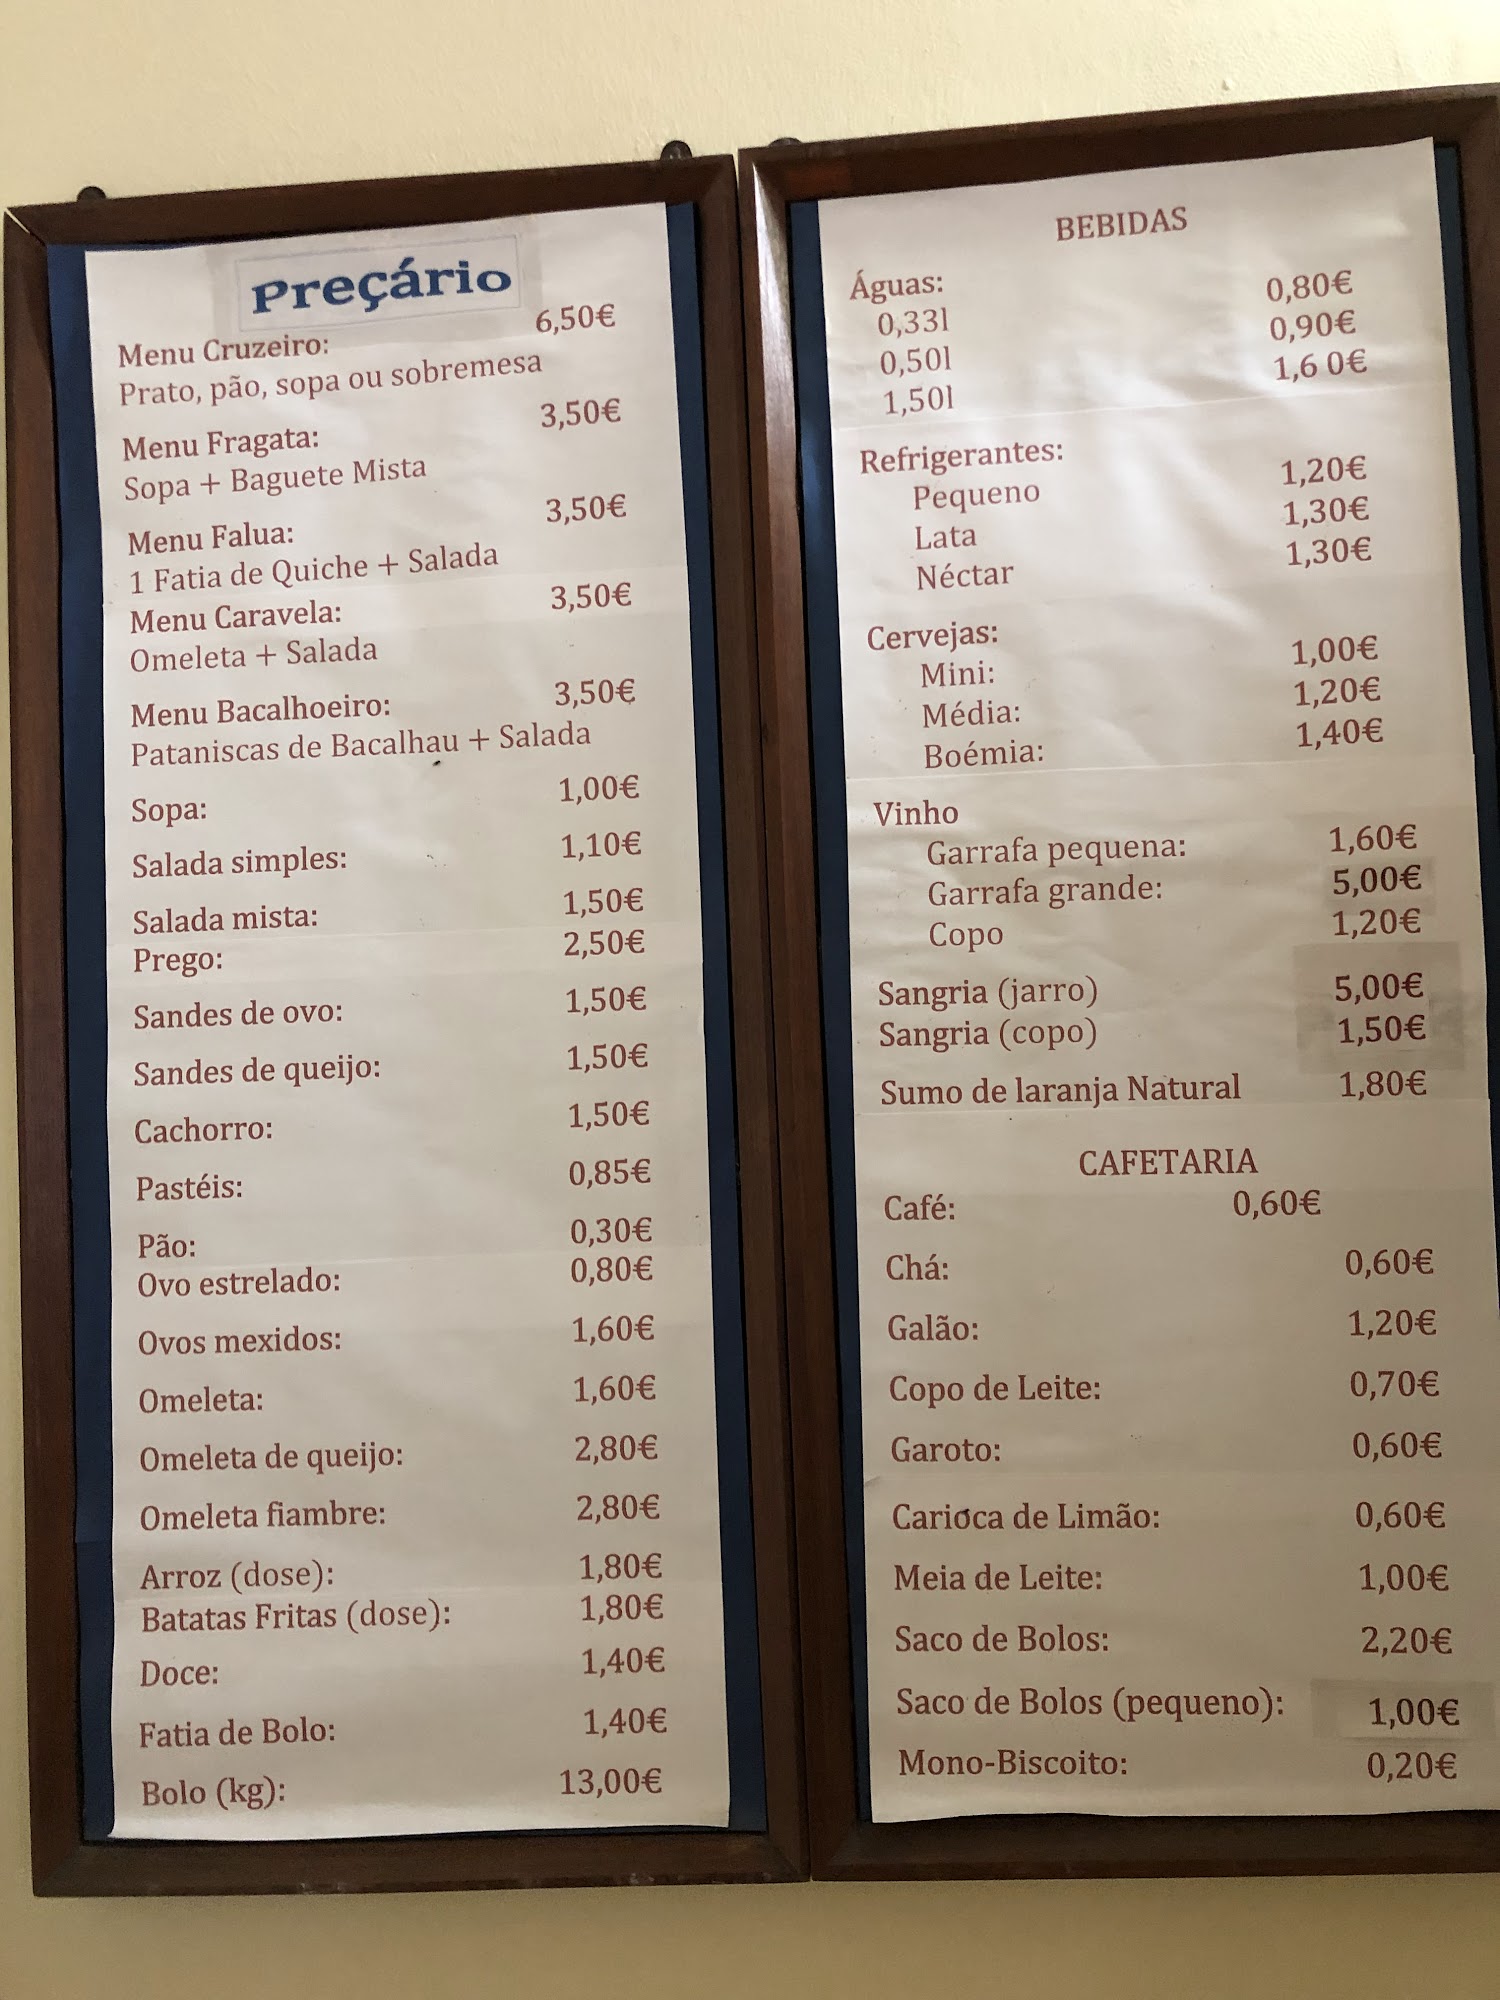 Preçário
Menu Cruzeiro: 6,50€
Prato, pão, sopa ou sobremesa
Menu Fragata: 3,50€
Sopa + Baguete Mista
Menu Falua: 3,50€
1 Fatia de Quiche + Salada
Menu Caravela: 3,50€
Omeleta + Salada
Menu Bacalhoeiro: 3,50€
Pataniscas de Bacalhau + Salada
Sopa: 1,00€
Salada simples: 1,10€
Salada mista: 1,50€
Prego: 2,50€
Sandes de ovo: 1,50€
Sandes de queijo: 1,50€
Cachorro: 1,50€
Pastéis: 0,85€
Pão: 0,30€
Ovo estrelado: 0,80€
Ovos mexidos: 1,60€
Omeleta: 1,60€
Omeleta de queijo: 2,80€
Omeleta fiambre: 2,80€
Arroz (dose): 1,80€
Batatas Fritas (dose): 1,80€
Doce: 1,40€
Fatia de Bolo: 1,40€
Bolo (kg): 13,00€
BEBIDAS
Águas:
0,33l 0,80€
0,50l 0,90€
1,50l 1,6 0€
Refrigerantes:
Pequeno 1,20€
Lata 1,30€
Néctar 1,30€
Cervejas:
Mini: 1,00€
Média: 1,20€
Boémia: 1,40€
Vinho
Garrafa pequena: 1,60€
Garrafa grande: 5,00€
Copo 1,20€
Sangria (jarro) 5,00€
Sangria (copo) 1,50€
Sumo de laranja Natural 1,80€
CAFETARIA
Café: 0,60€
Chá: 0,60€
Galão: 1,20€
Copo de Leite: 0,70€
Garoto: 0,60€
Carioca de Limão: 0,60€
Meia de Leite: 1,00€
Saco de Bolos: 2,20€
Saco de Bolos (pequeno): 1,00€
Mono-Biscoito: 0,20€